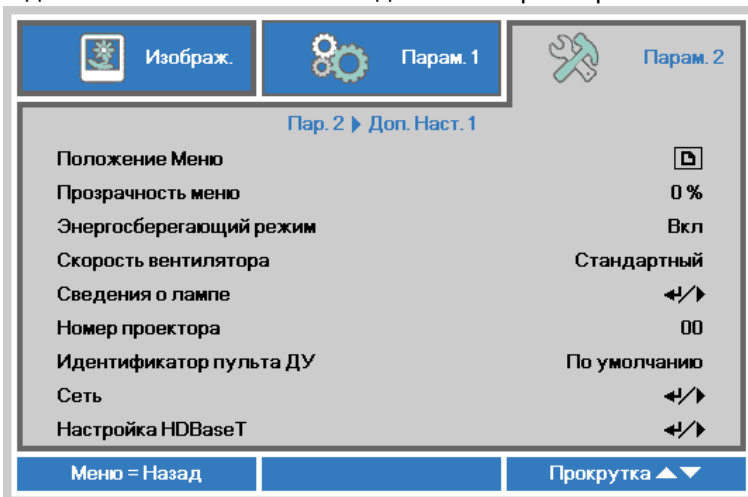 Изображ.
Парам. 1
Парам. 2
Пар. 2 ▶ Доп. Наст. 1
Положение Меню
Прозрачность меню 0 %
Энергосберегающий режим Вкл
Скорость вентилятора Стандартный
Сведения о лампе ↵/▶
Номер проектора 00
Идентификатор пульта ДУ По умолчанию
Сеть ↵/▶
Настройка HDBaseT ↵/▶
Меню = Назад
Прокрутка ▲▼